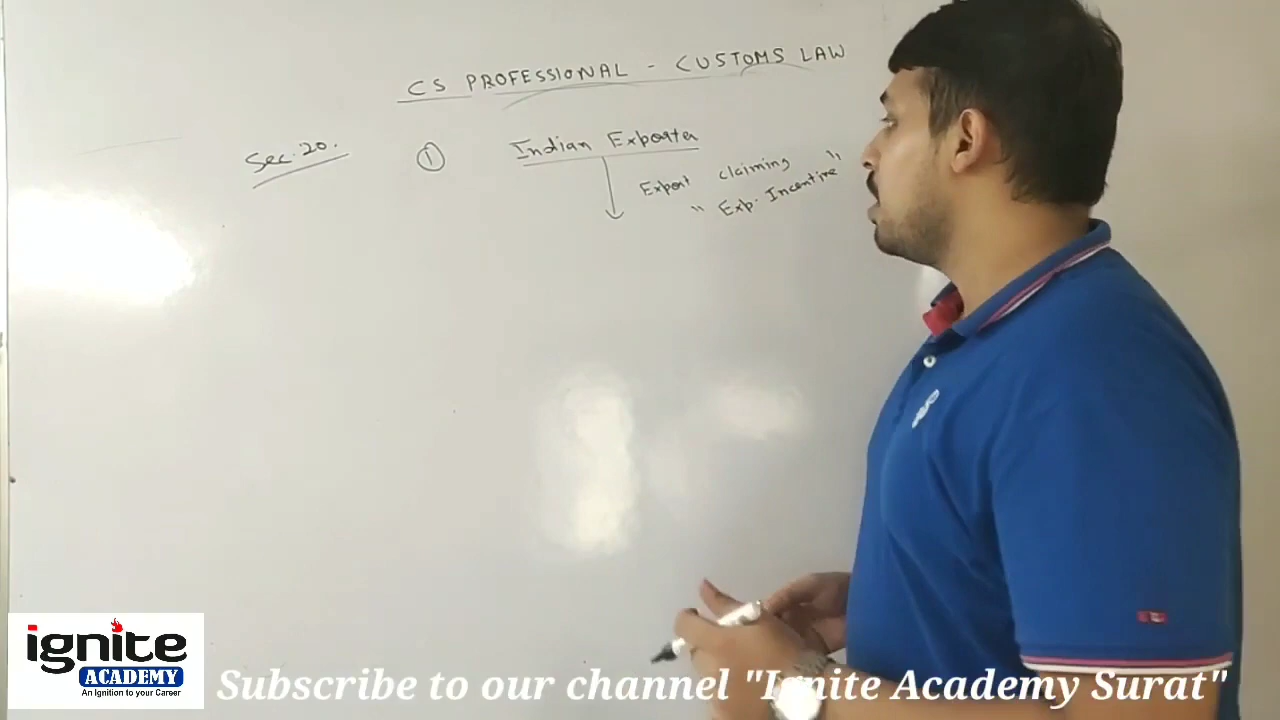 CS PROFESSIONAL - CUSTOMS LAW
Sec. 20.
① Indian Exporter
Export claiming
" Exp. Incentive "
ignite
ACADEMY
An Ignition to your Career
Subscribe to our channel "Ignite Academy Surat"